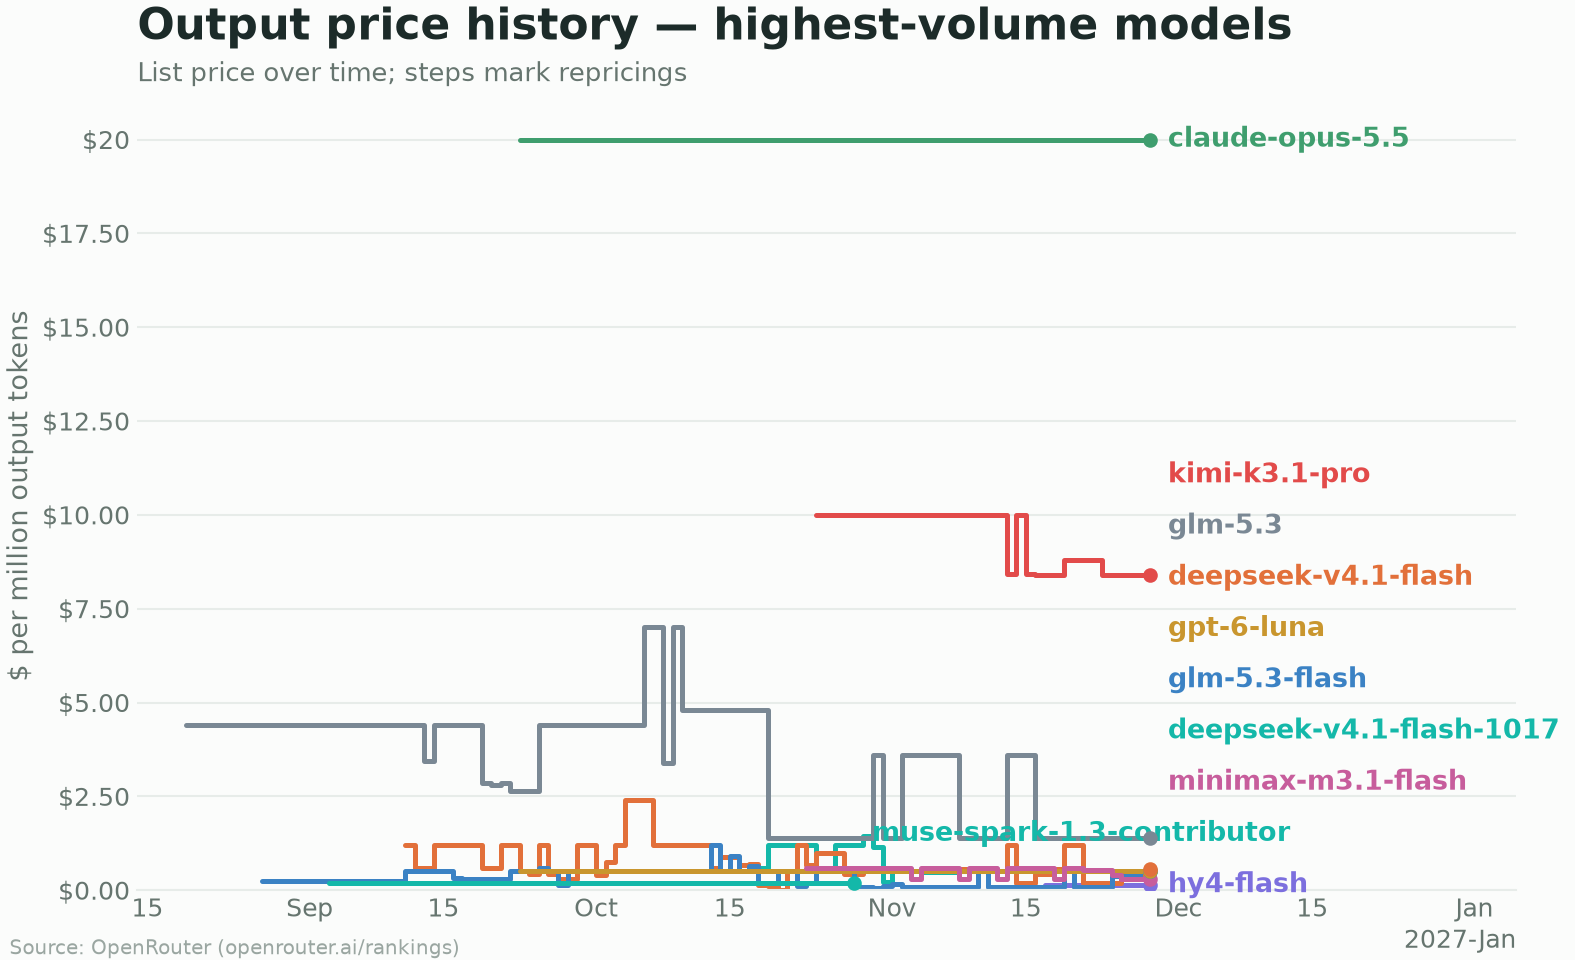 Output price history — highest-volume models
List price over time; steps mark repricings
$ per million output tokens
$20
$17.50
$15.00
$12.50
$10.00
$7.50
$5.00
$2.50
$0.00
claude-opus-5.5
kimi-k3.1-pro
glm-5.3
deepseek-v4.1-flash
gpt-6-luna
glm-5.3-flash
deepseek-v4.1-flash-1017
minimax-m3.1-flash
muse-spark-1.3-contributor
hy4-flash
15 Sep 15 Oct 15 Nov 15 Dec 15 Jan
2027-Jan
Source: OpenRouter (openrouter.ai/rankings)